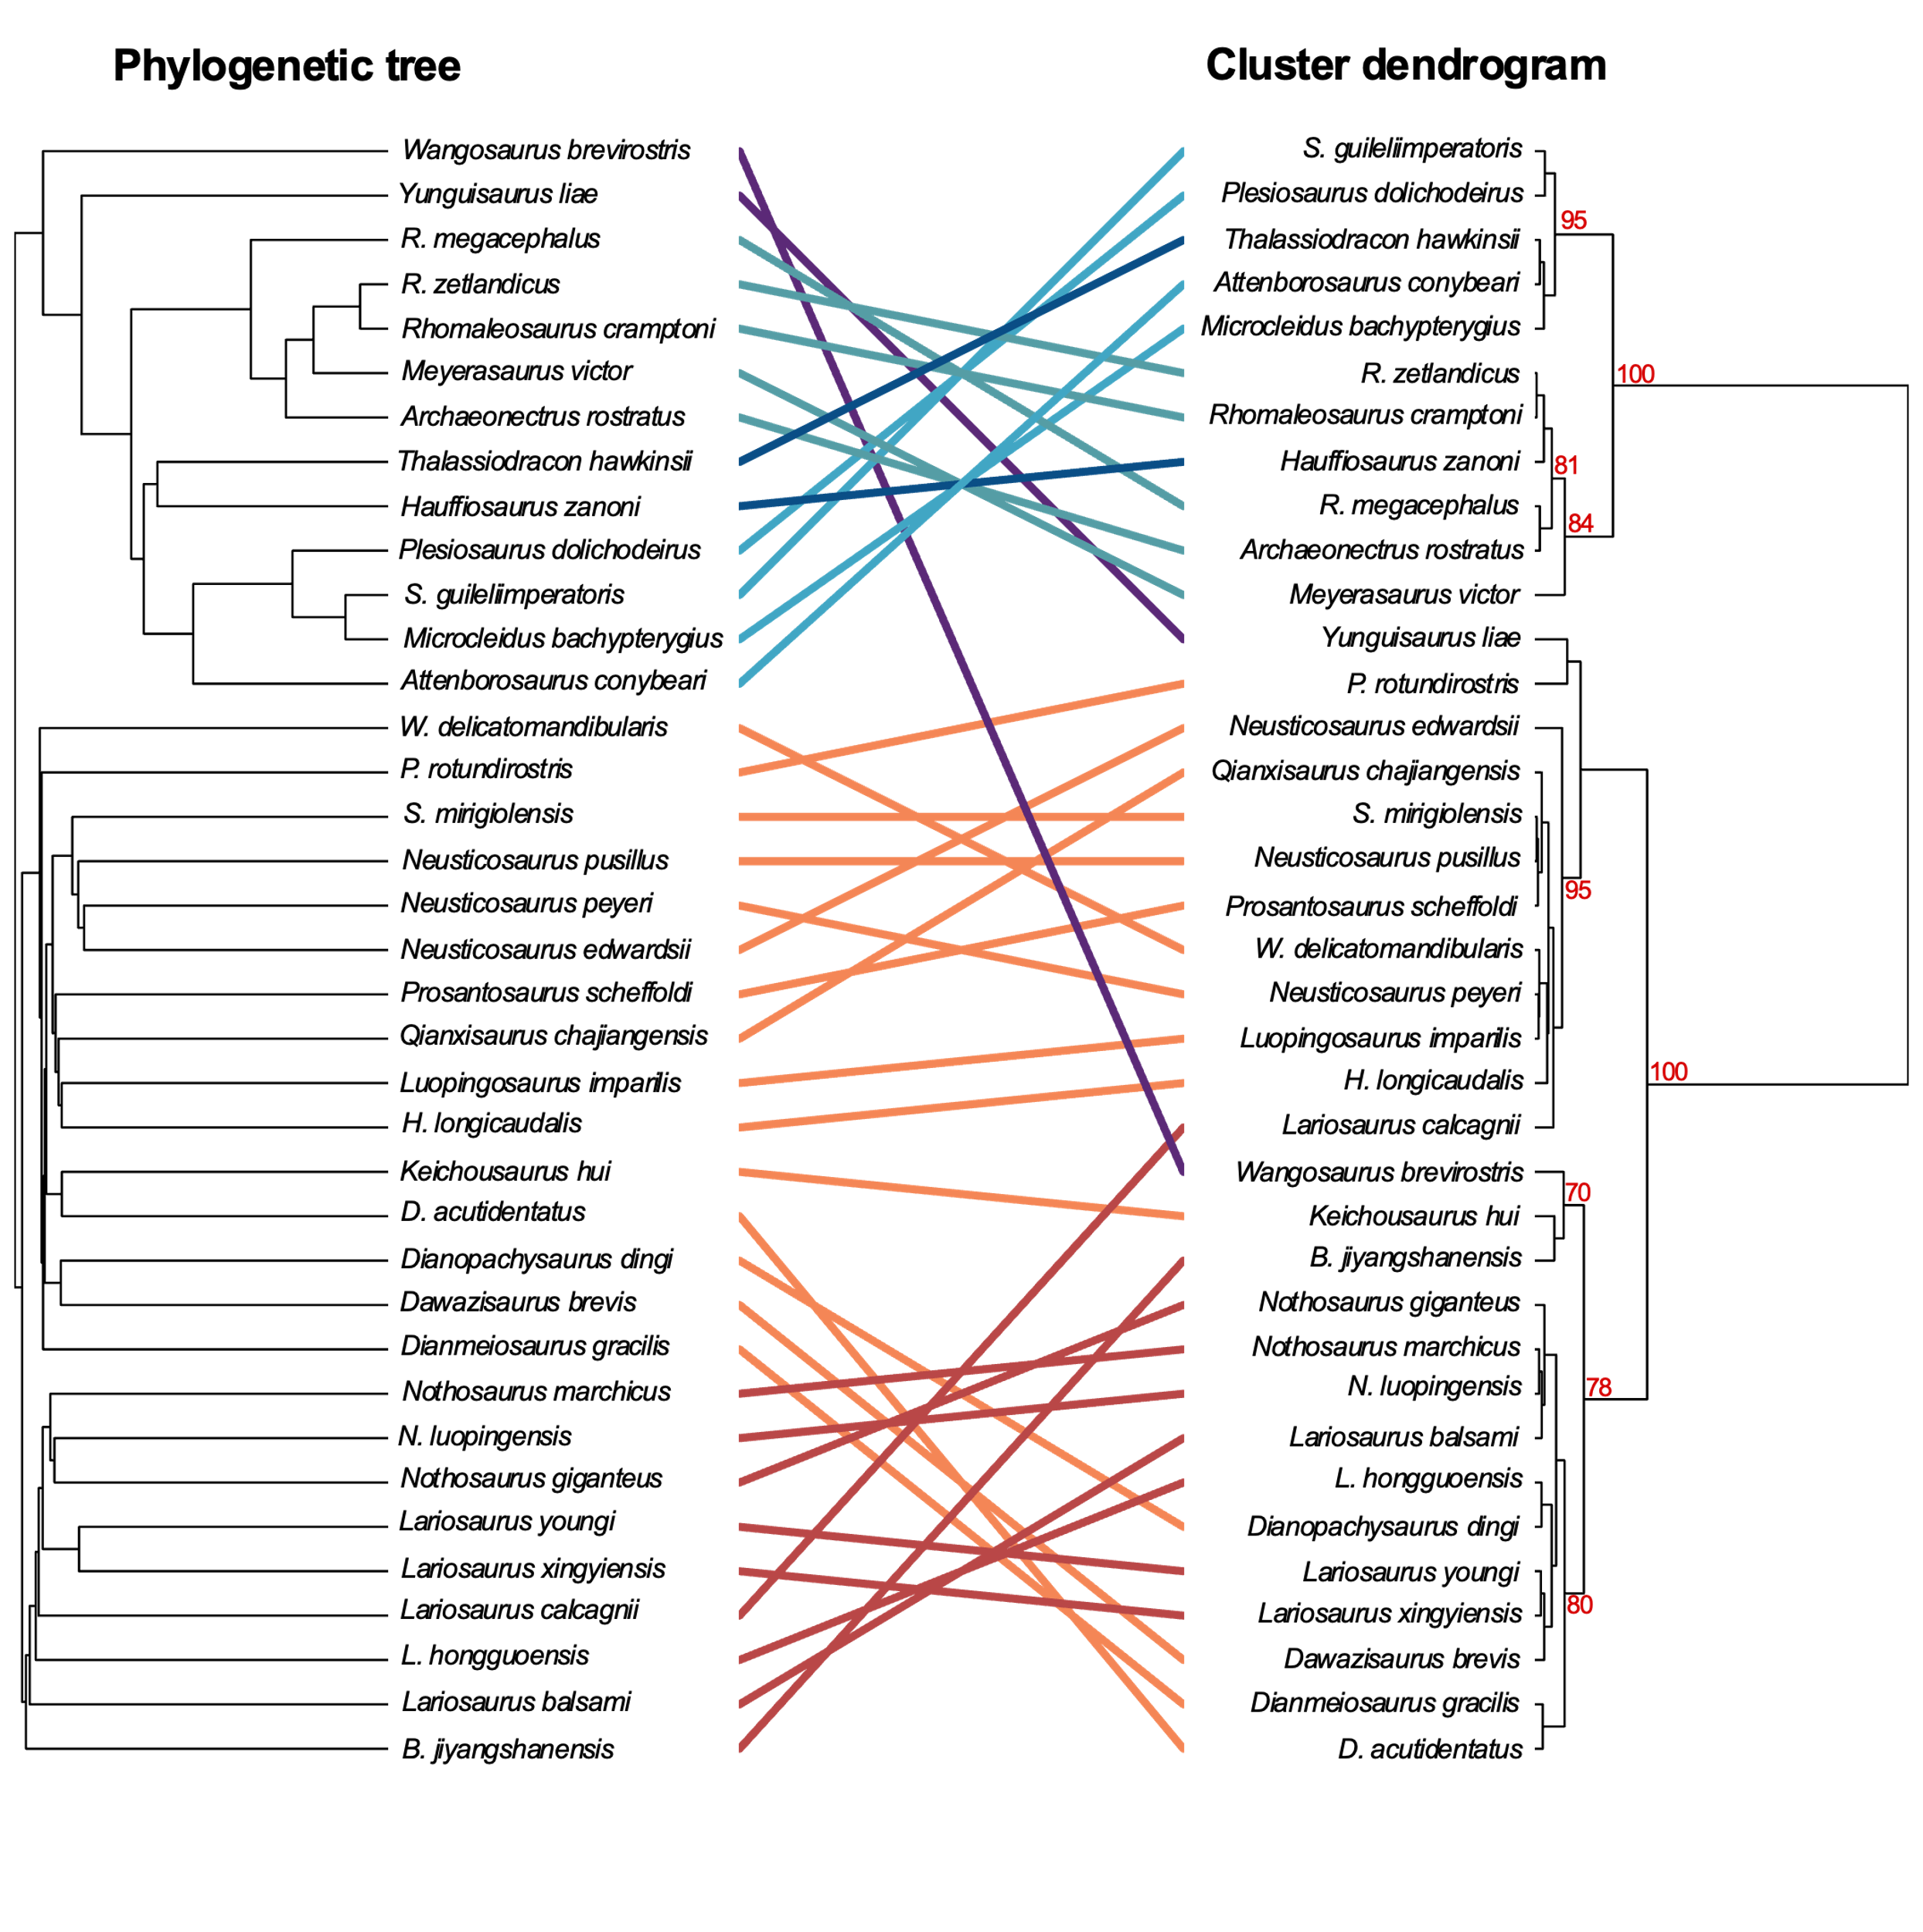 Phylogenetic tree
Wangosaurus brevirostris
Yunguisaurus liae
R. megacephalus
R. zetlandicus
Rhomaleosaurus cramptoni
Meyerasaurus victor
Archaeonectrus rostratus
Thalassiodracon hawkinsii
Hauffiosaurus zanoni
Plesiosaurus dolichodeirus
S. guileliimperatoris
Microcleidus bachypterygius
Attenborosaurus conybeari
W. delicatomandibularis
P. rotundirostris
S. mirigiolensis
Neusticosaurus pusillus
Neusticosaurus peyeri
Neusticosaurus edwardsii
Prosantosaurus scheffoldi
Qianxisaurus chajiangensis
Luopingosaurus imparilis
H. longicaudalis
Keichousaurus hui
D. acutidentatus
Dianopachysaurus dingi
Dawazisaurus brevis
Dianmeiosaurus gracilis
Nothosaurus marchicus
N. luopingensis
Nothosaurus giganteus
Lariosaurus youngi
Lariosaurus xingyiensis
Lariosaurus calcagnii
L. hongguoensis
Lariosaurus balsami
B. jiyangshanensis
Cluster dendrogram
S. guileliimperatoris
Plesiosaurus dolichodeirus
Thalassiodracon hawkinsii
Attenborosaurus conybeari
Microcleidus bachypterygius
R. zetlandicus
Rhomaleosaurus cramptoni
Hauffiosaurus zanoni
R. megacephalus
Archaeonectrus rostratus
Meyerasaurus victor
Yunguisaurus liae
P. rotundirostris
Neusticosaurus edwardsii
Qianxisaurus chajiangensis
S. mirigiolensis
Neusticosaurus pusillus
Prosantosaurus scheffoldi
W. delicatomandibularis
Neusticosaurus peyeri
Luopingosaurus imparilis
H. longicaudalis
Lariosaurus calcagnii
Wangosaurus brevirostris
Keichousaurus hui
B. jiyangshanensis
Nothosaurus giganteus
Nothosaurus marchicus
N. luopingensis
Lariosaurus balsami
L. hongguoensis
Dianopachysaurus dingi
Lariosaurus youngi
Lariosaurus xingyiensis
Dawazisaurus brevis
Dianmeiosaurus gracilis
D. acutidentatus
95
100
81
84
95
100
70
78
80